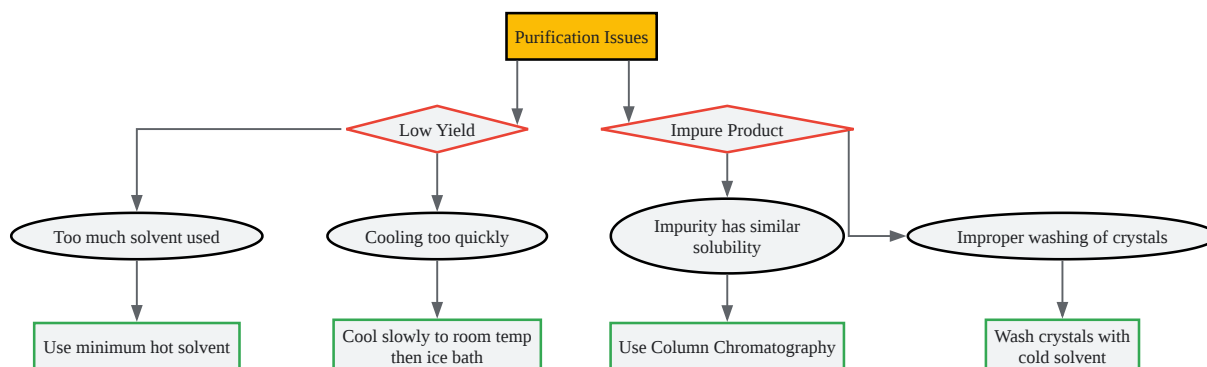 Purification Issues
Low Yield
Impure Product
Too much solvent used
Cooling too quickly
Impurity has similar
solubility
Improper washing of crystals
Use minimum hot solvent
Cool slowly to room temp
then ice bath
Use Column Chromatography
Wash crystals with
cold solvent